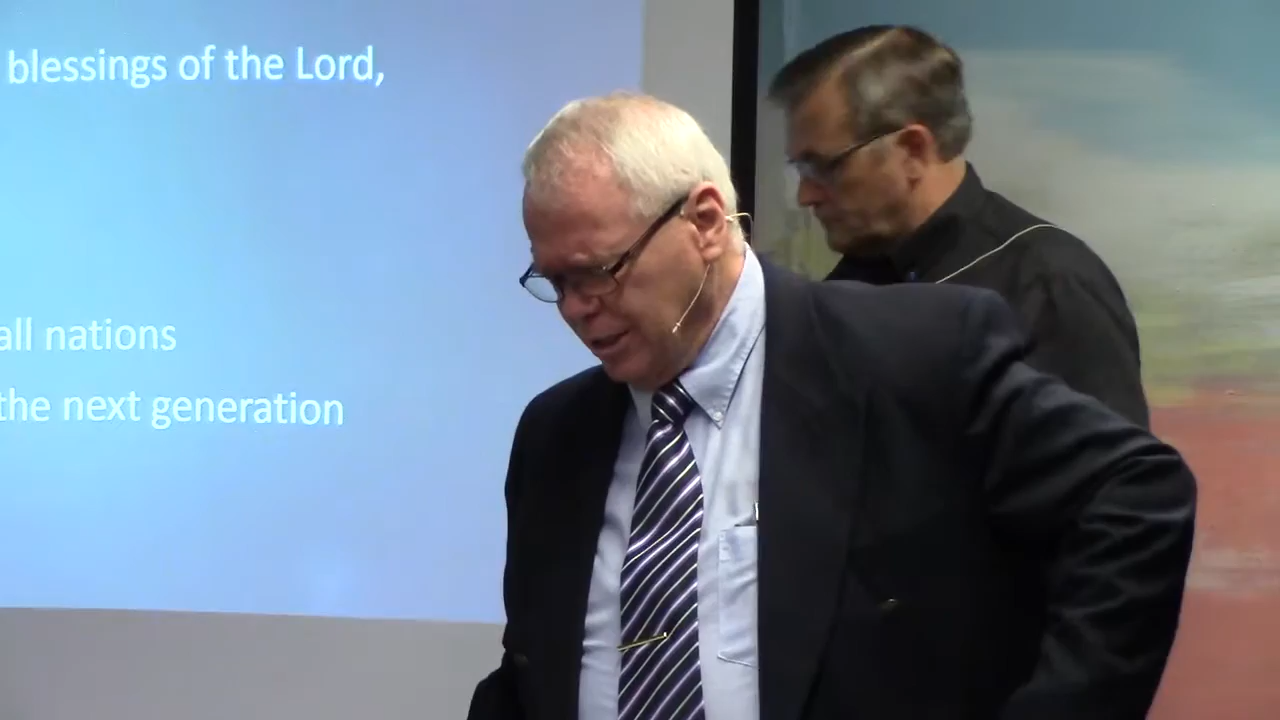 blessings of the Lord,
all nations
the next generation